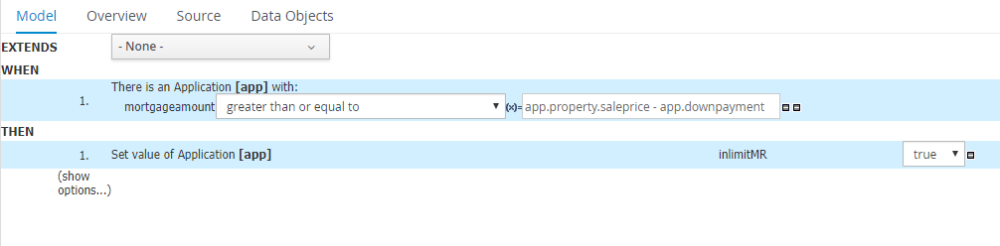 Model Overview Source Data Objects
EXTENDS - None -
WHEN
There is an Application [app] with:
1.
mortgageamount greater than or equal to (x)= app.property.saleprice - app.downpayment
THEN
1. Set value of Application [app] inlimitMR true
(show
options...)